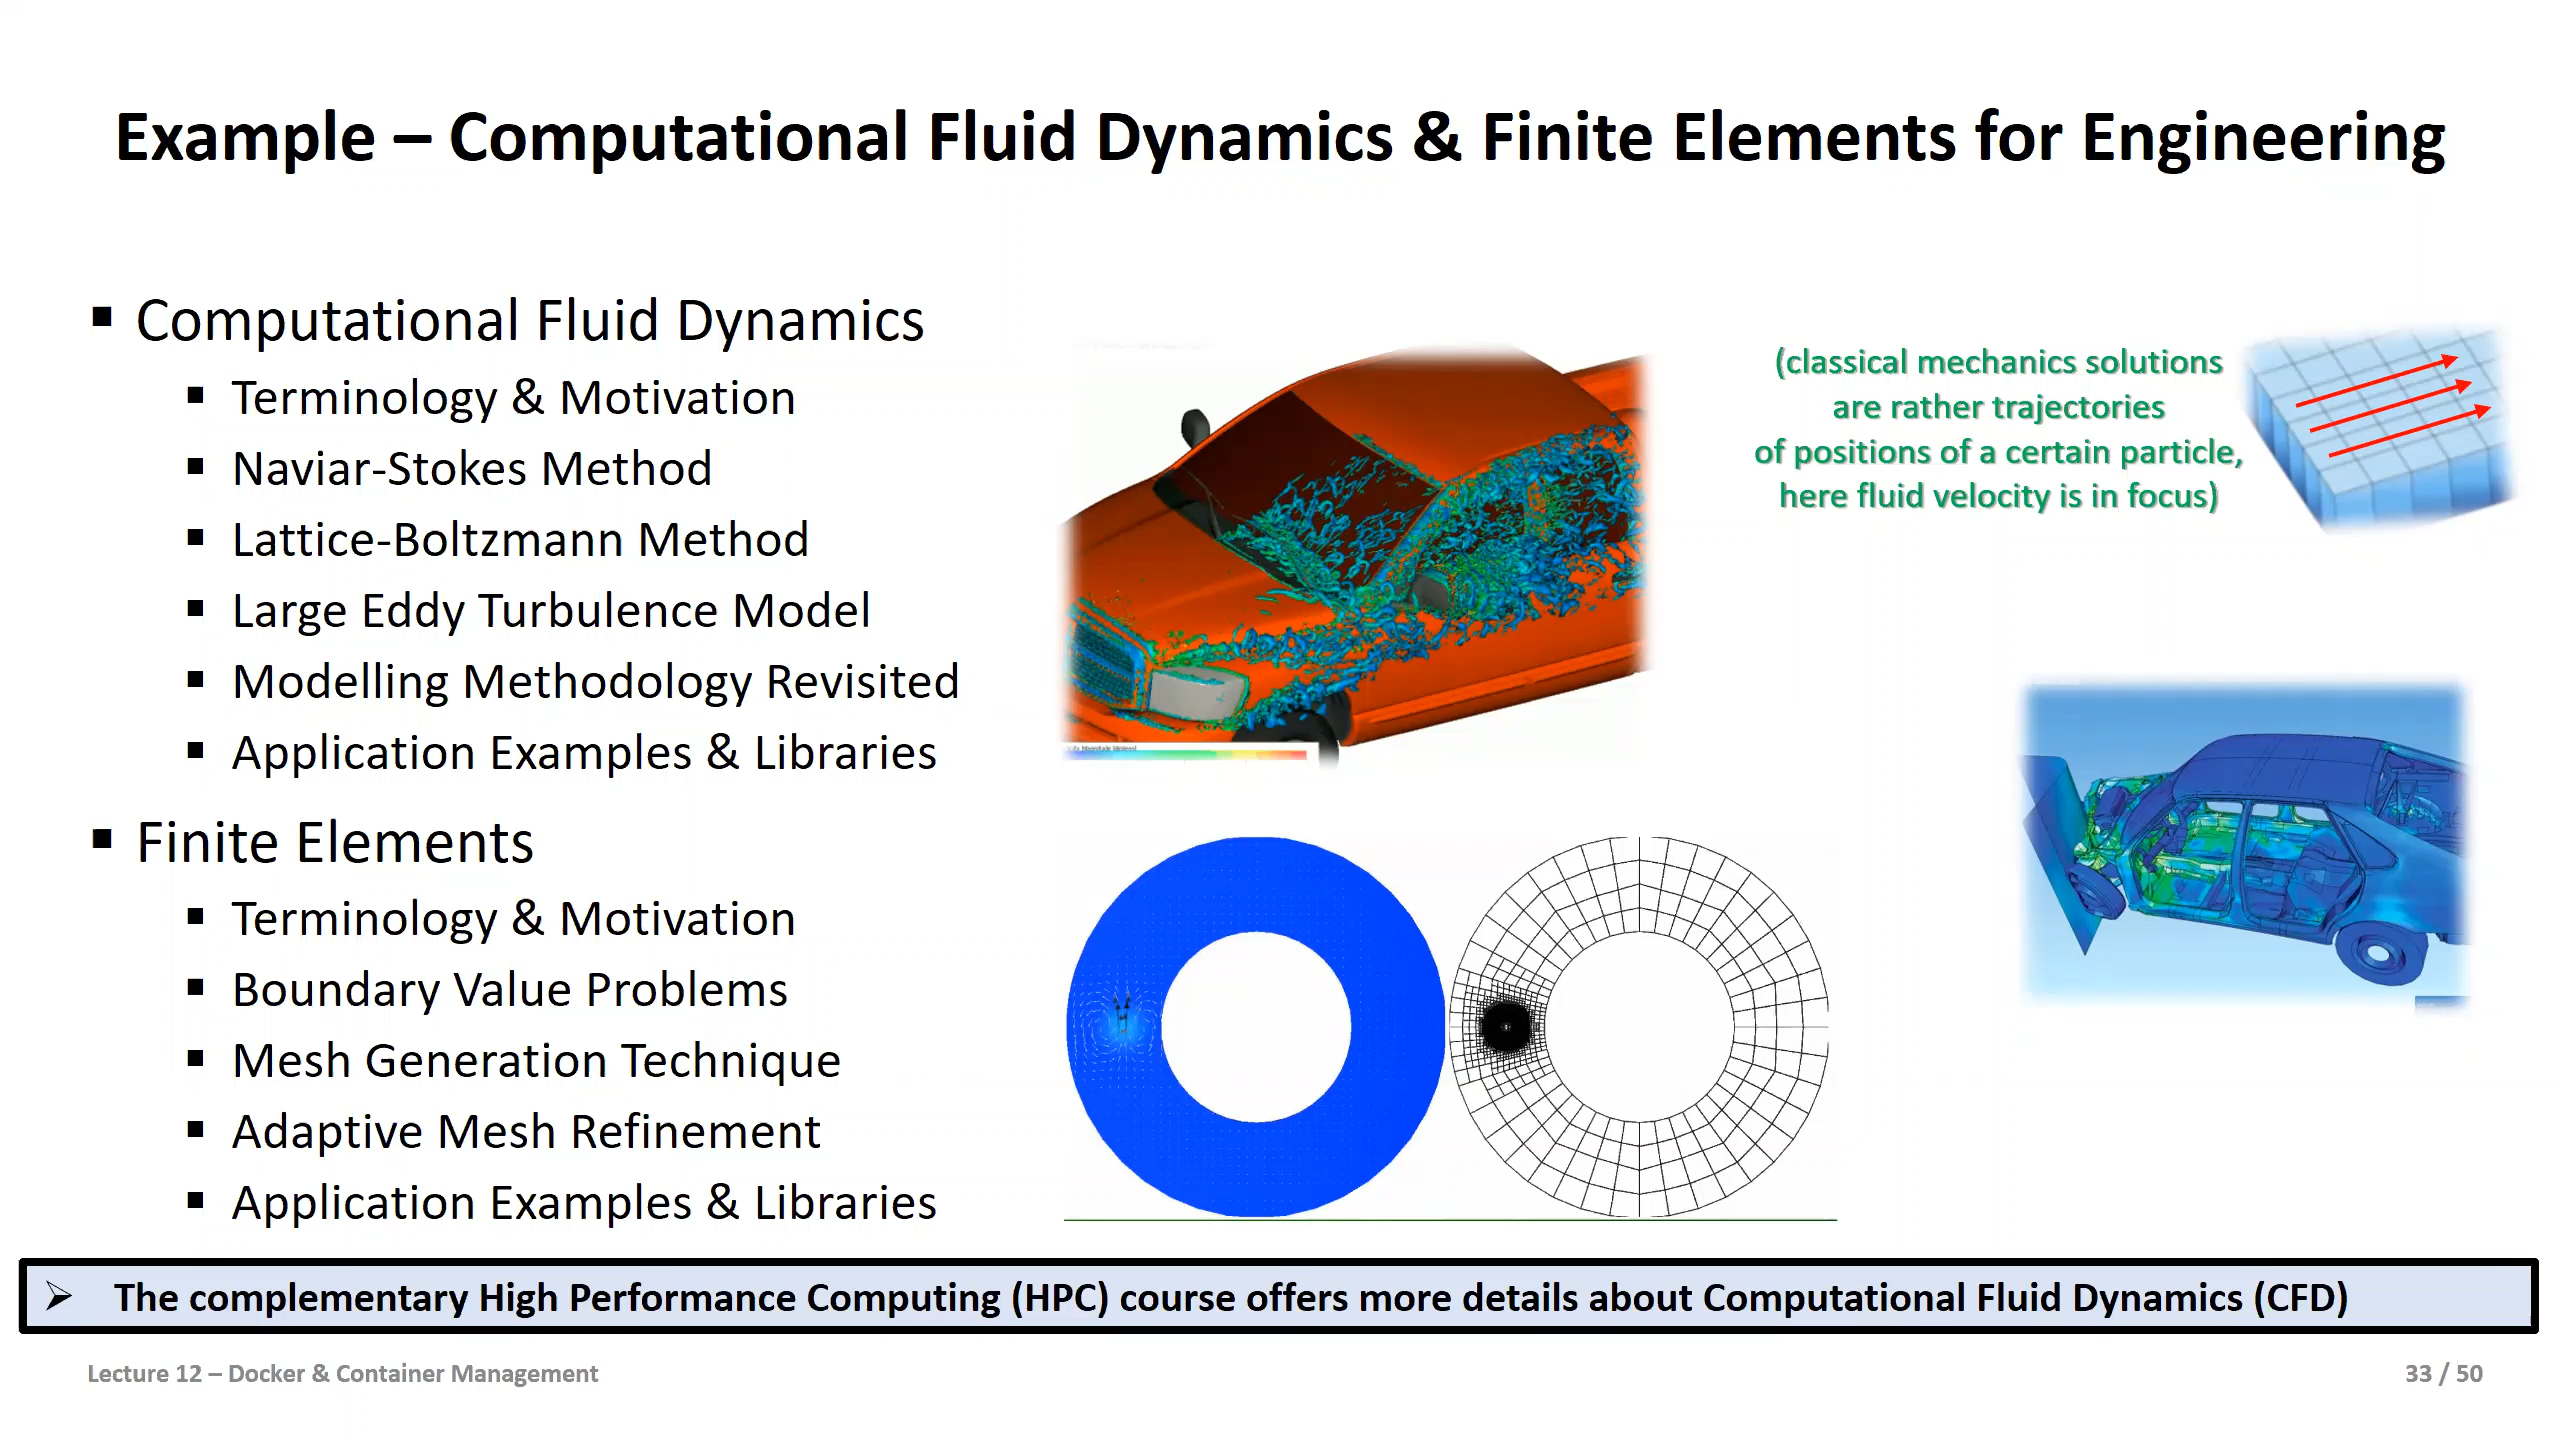 Example – Computational Fluid Dynamics & Finite Elements for Engineering
Computational Fluid Dynamics
Terminology & Motivation
Naviar-Stokes Method
Lattice-Boltzmann Method
Large Eddy Turbulence Model
Modelling Methodology Revisited
Application Examples & Libraries
Finite Elements
Terminology & Motivation
Boundary Value Problems
Mesh Generation Technique
Adaptive Mesh Refinement
Application Examples & Libraries
(classical mechanics solutions
are rather trajectories
of positions of a certain particle,
here fluid velocity is in focus)
The complementary High Performance Computing (HPC) course offers more details about Computational Fluid Dynamics (CFD)
Lecture 12 – Docker & Container Management
33 / 50